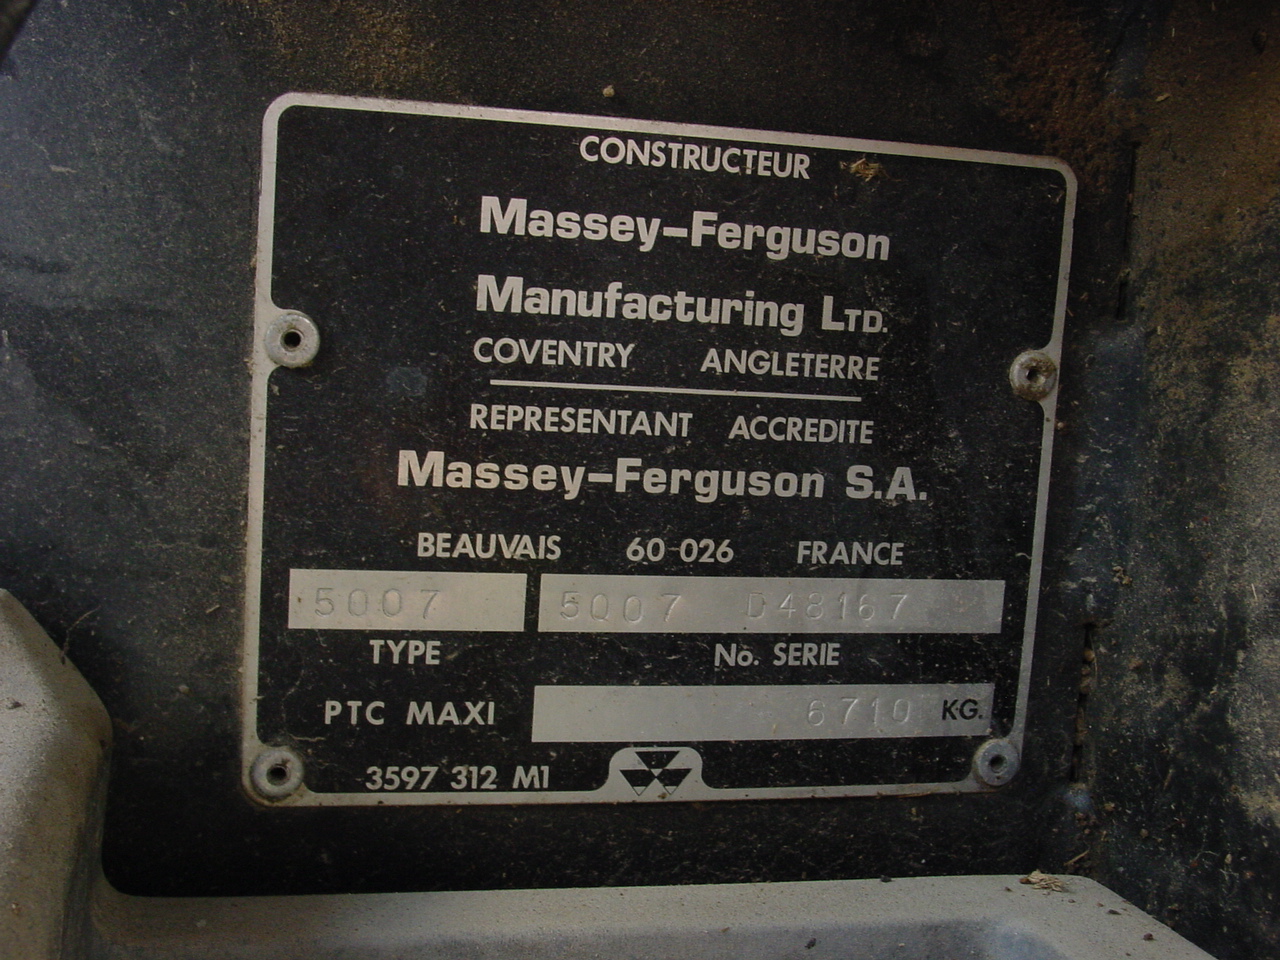 CONSTRUCTEUR
Massey-Ferguson
Manufacturing LTD.
COVENTRY ANGLETERRE
REPRESENTANT ACCREDITE
Massey-Ferguson S.A.
BEAUVAIS 60-026 FRANCE
5007 5007 D48167
TYPE No. SERIE
PTC MAXI 6710 KG.
3597 312 M1